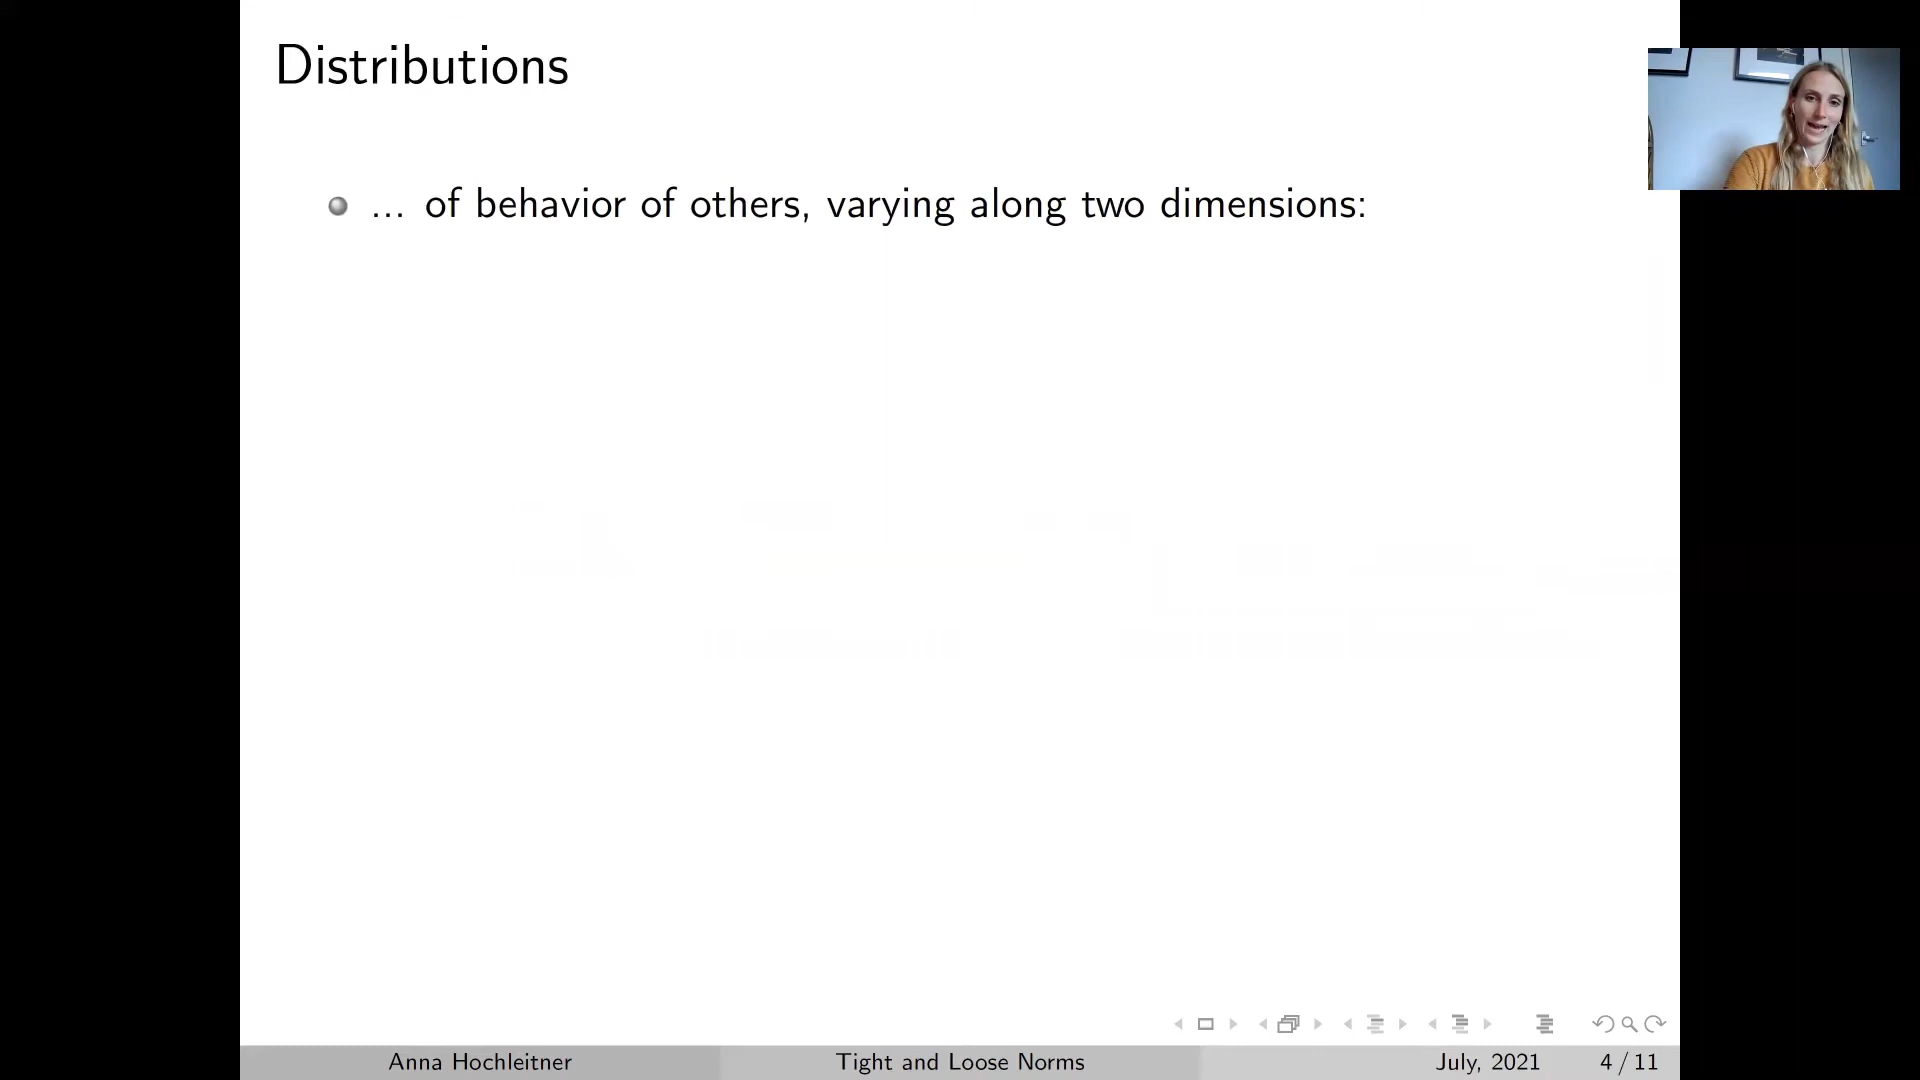 Distributions
... of behavior of others, varying along two dimensions:
Anna Hochleitner Tight and Loose Norms July, 2021 4 / 11